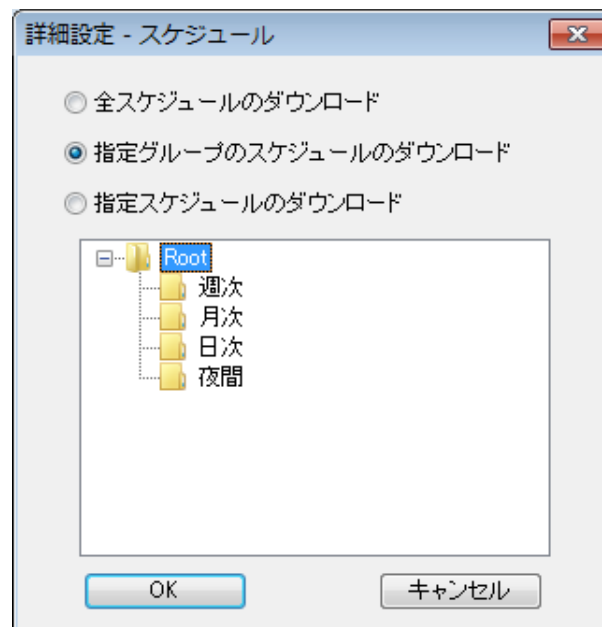 詳細設定 - スケジュール
全スケジュールのダウンロード
指定グループのスケジュールのダウンロード
指定スケジュールのダウンロード
Root
週次
月次
日次
夜間
OK
キャンセル